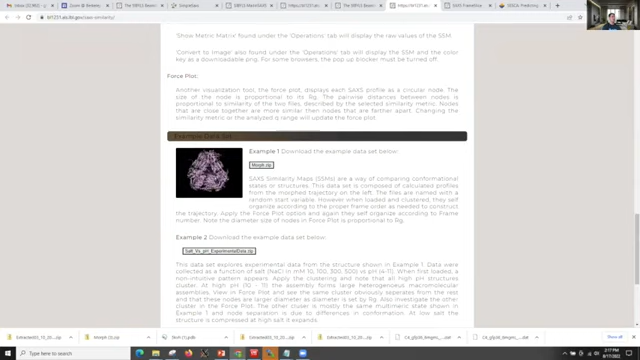 bl1231.als.lbl.gov/saxs-similarity/
'Show Metric Matrix' found under the 'Operations' tab will display the raw values of the SSM.
'Convert to Image' also found under the 'Operations' tab will display the SSM and the color
key as a downloadable png. For some browsers, the pop up blocker must be turned off.
Force Plot:
Another visualization tool, the force plot, displays each SAXS profile as a circular node. The
size of the node is proportional to its Rg. The pairwise distances between nodes is
proportional to similarity of the two files, described by the selected similarity metric. Nodes
that are close together are more similar then nodes that are farther apart. Changing the
similarity metric or the analyzed q range will update the force plot.
Example Data Set
Example 1 Download the example data set below:
Morph.zip
SAXS Similarity Maps (SSMs) are a way of comparing conformational
states or structures. This data set is composed of calculated profiles
from the morphed trajectory on the left. The files are named with a
random start variable. However when loaded and clustered, they self
organize according to the proper frame order as needed to construct
the trajectory. Apply the Force Plot option and again they self organize according to Frame
number. Note the diameter size of nodes in Force Plot is proportional to Rg.
Example 2 Download the example data set below:
Salt_Vs_pH_ExperimentalData.zip
This data set explores experimental data from the structure shown in Example 1. Data were
collected as a function of salt (NaCl) in mM 10, 100, 300, 500) vs pH (4-11). When first loaded, a
non-intuitive pattern appears. Apply the clustering and note that all high pH structures
cluster. At high pH (10 - 11) the assembly forms large heterogeneous macromolecular
assemblies. View in Force Plot and see the same cluster obviously seperates from the rest
and that these nodes are larger diameter as diameter is set by Rg. Also investigate the other
cluster in the Force Plot. The other cluster is mostly the same multimeric state shown in
Example 1 and node separation is due to differences in conformation. At low salt the
structure is compressed at high salt it expands.
Morph (3).zip
Show all
Type here to search
2:17 PM
8/17/2022